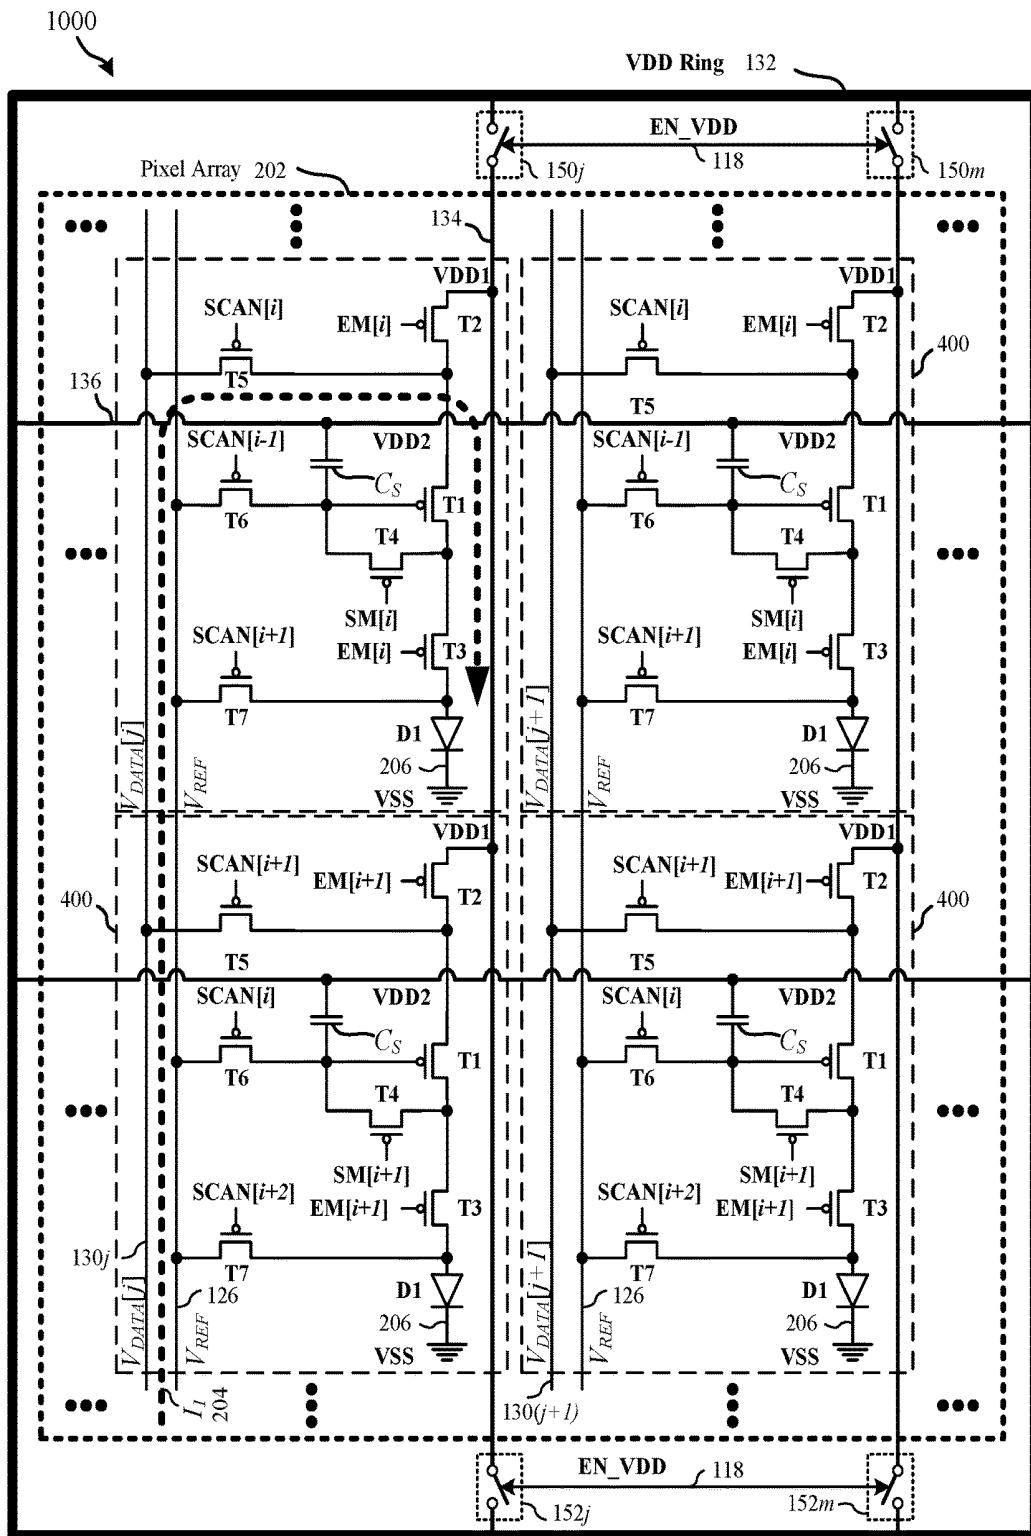 1000
VDD Ring 132
EN_VDD
118
150j
150m
Pixel Array 202
134
VDD1
VDD1
SCAN[i]
EM[i]
T2
SCAN[i]
EM[i]
T2
400
T5
T5
136
SCAN[i-1]
VDD2
SCAN[i-1]
VDD2
CS
T1
CS
T1
T6
T4
T6
T4
SM[i]
SM[i]
SCAN[i+1]
EM[i]
T3
SCAN[i+1]
EM[i]
T3
T7
T7
D1
D1
206
206
VDATA[j]
VREF
VSS
VDATA[j+1]
VREF
VSS
VDD1
VDD1
SCAN[i+1]
EM[i+1]
T2
SCAN[i+1]
EM[i+1]
T2
400
400
T5
T5
SCAN[i]
VDD2
SCAN[i]
VDD2
CS
T1
CS
T1
T6
T4
T6
T4
SM[i+1]
SM[i+1]
SCAN[i+2]
EM[i+1]
T3
SCAN[i+2]
EM[i+1]
T3
130j
T7
T7
126
D1
126
D1
206
206
VDATA[j]
VREF
VSS
VDATA[j+1]
VREF
VSS
I1
204
130(j+1)
EN_VDD
118
152j
152m